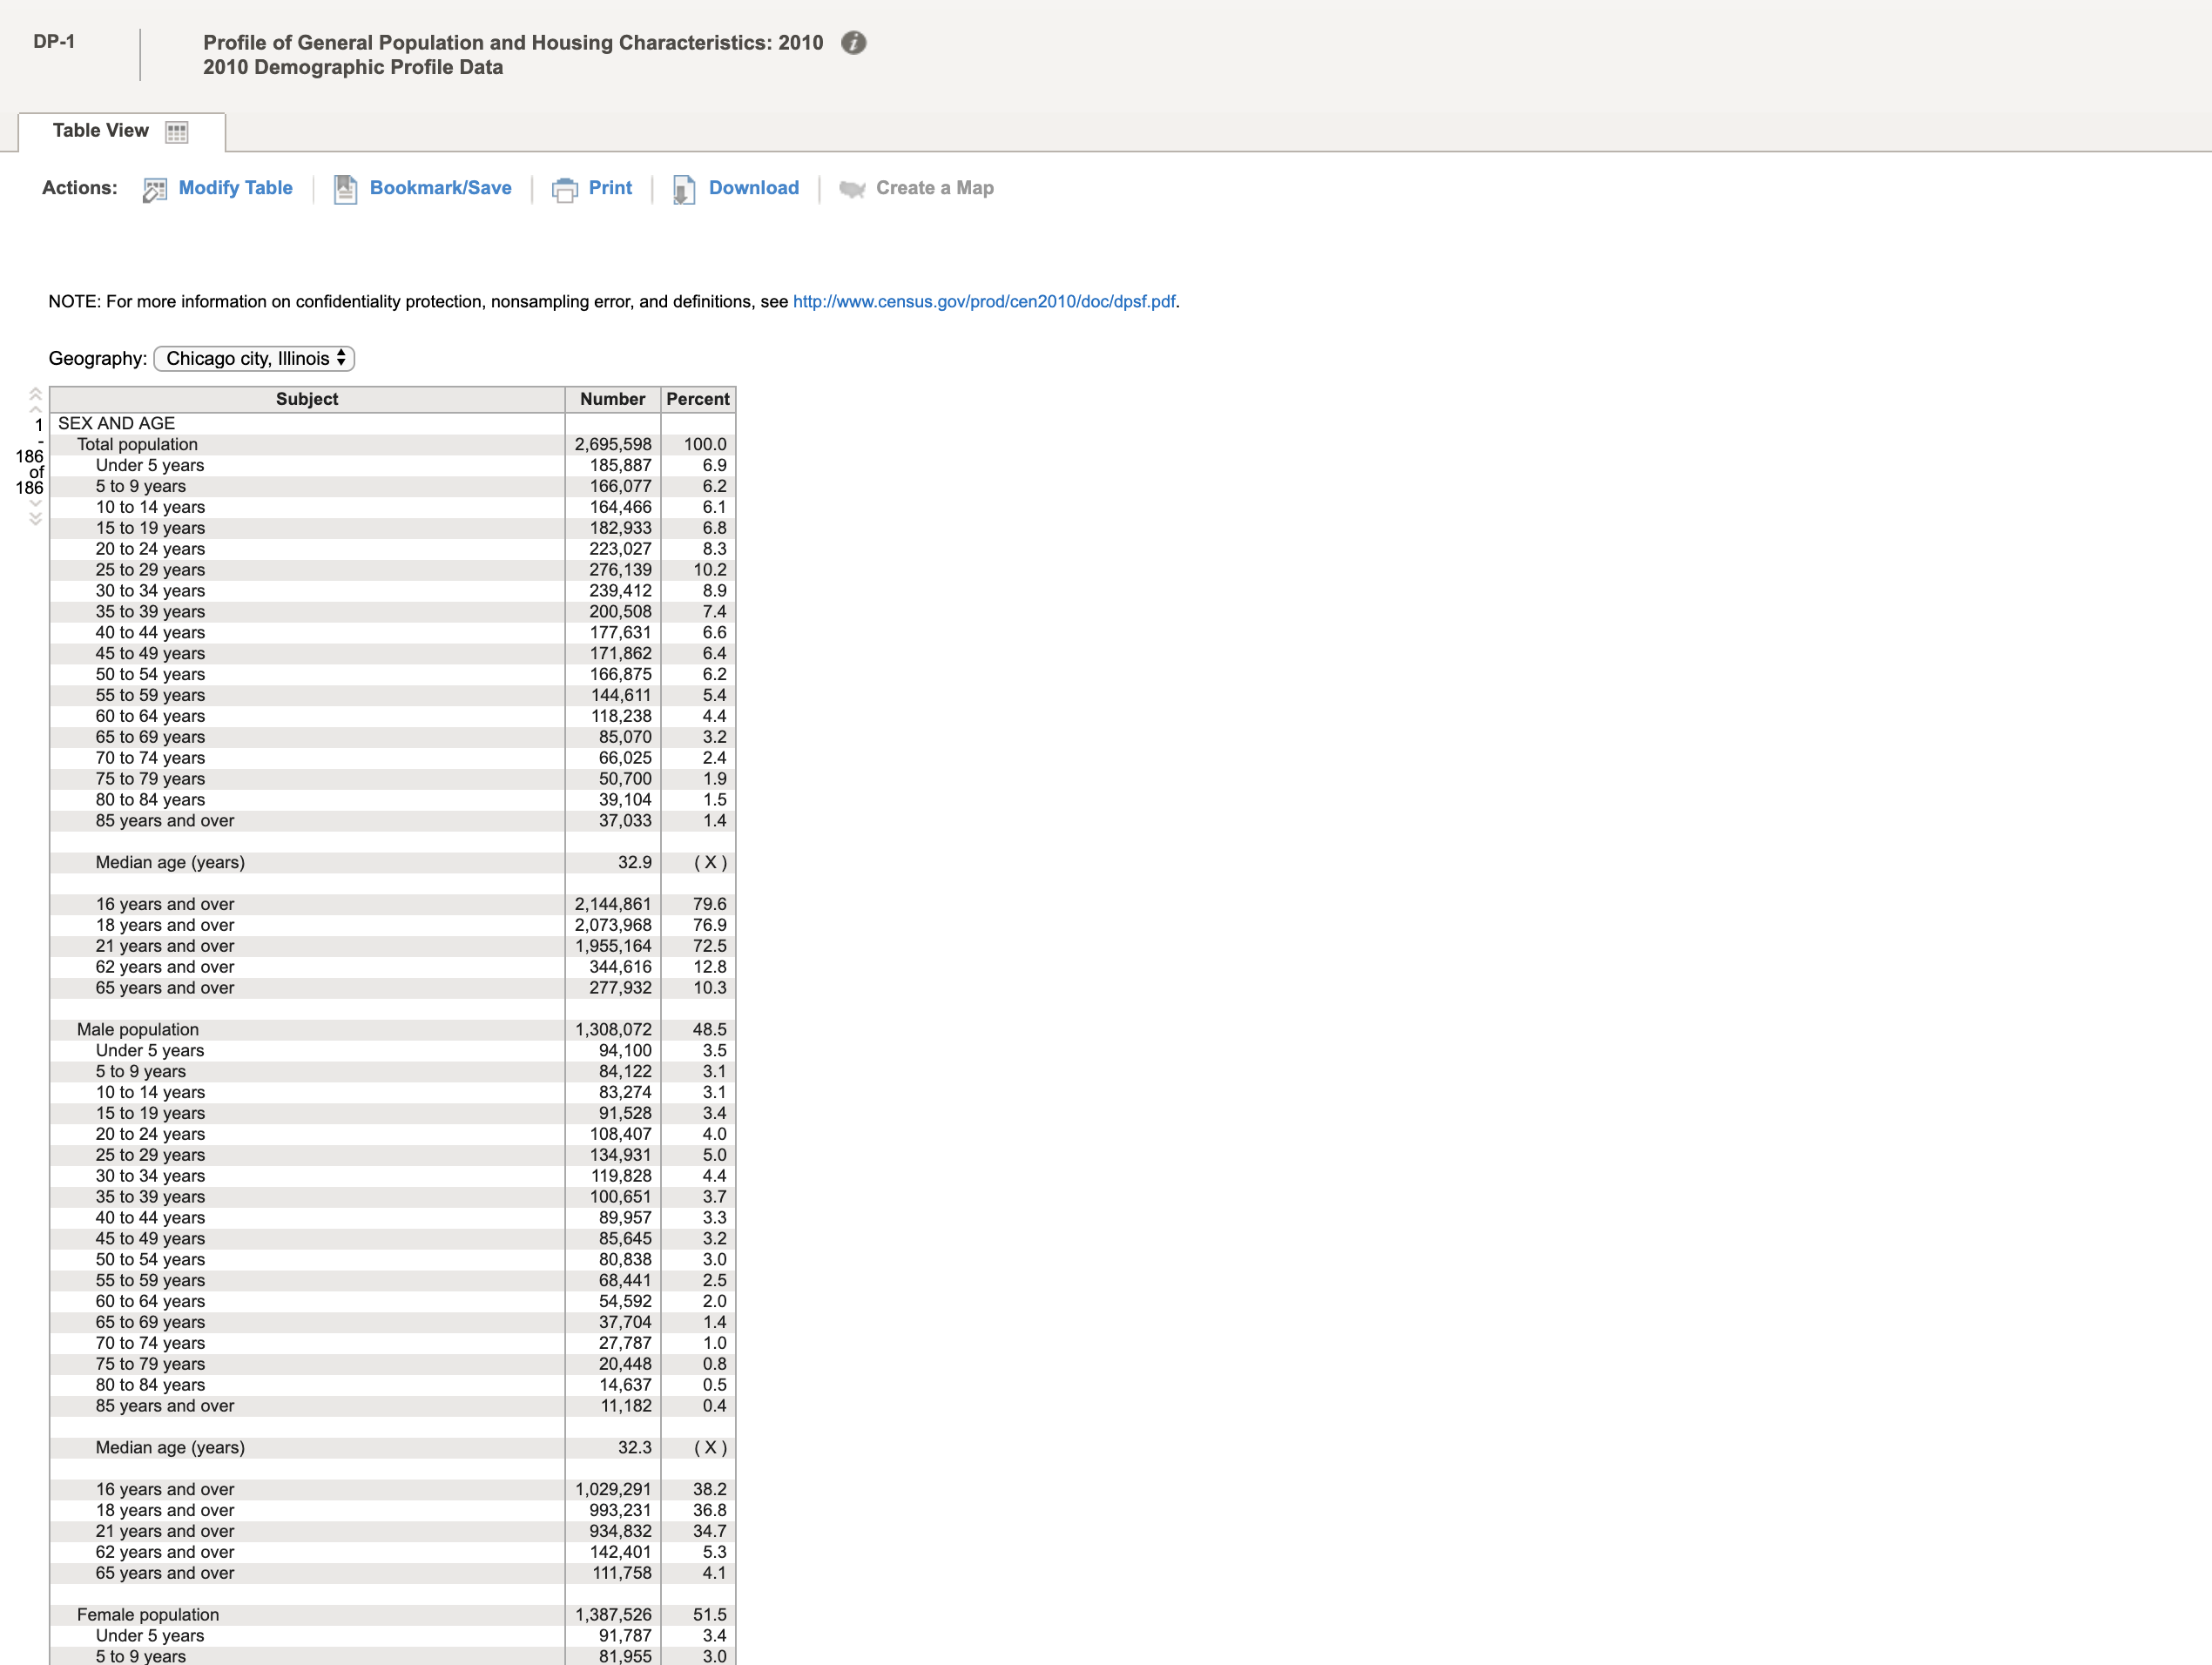 DP-1
Profile of General Population and Housing Characteristics: 2010 i
2010 Demographic Profile Data
Table View
Actions: Modify Table Bookmark/Save Print Download Create a Map
NOTE: For more information on confidentiality protection, nonsampling error, and definitions, see http://www.census.gov/prod/cen2010/doc/dpsf.pdf.
Geography: Chicago city, Illinois
1
-
186
of
186
Subject Number Percent
SEX AND AGE
Total population 2,695,598 100.0
Under 5 years 185,887 6.9
5 to 9 years 166,077 6.2
10 to 14 years 164,466 6.1
15 to 19 years 182,933 6.8
20 to 24 years 223,027 8.3
25 to 29 years 276,139 10.2
30 to 34 years 239,412 8.9
35 to 39 years 200,508 7.4
40 to 44 years 177,631 6.6
45 to 49 years 171,862 6.4
50 to 54 years 166,875 6.2
55 to 59 years 144,611 5.4
60 to 64 years 118,238 4.4
65 to 69 years 85,070 3.2
70 to 74 years 66,025 2.4
75 to 79 years 50,700 1.9
80 to 84 years 39,104 1.5
85 years and over 37,033 1.4
Median age (years) 32.9 ( X )
16 years and over 2,144,861 79.6
18 years and over 2,073,968 76.9
21 years and over 1,955,164 72.5
62 years and over 344,616 12.8
65 years and over 277,932 10.3
Male population 1,308,072 48.5
Under 5 years 94,100 3.5
5 to 9 years 84,122 3.1
10 to 14 years 83,274 3.1
15 to 19 years 91,528 3.4
20 to 24 years 108,407 4.0
25 to 29 years 134,931 5.0
30 to 34 years 119,828 4.4
35 to 39 years 100,651 3.7
40 to 44 years 89,957 3.3
45 to 49 years 85,645 3.2
50 to 54 years 80,838 3.0
55 to 59 years 68,441 2.5
60 to 64 years 54,592 2.0
65 to 69 years 37,704 1.4
70 to 74 years 27,787 1.0
75 to 79 years 20,448 0.8
80 to 84 years 14,637 0.5
85 years and over 11,182 0.4
Median age (years) 32.3 ( X )
16 years and over 1,029,291 38.2
18 years and over 993,231 36.8
21 years and over 934,832 34.7
62 years and over 142,401 5.3
65 years and over 111,758 4.1
Female population 1,387,526 51.5
Under 5 years 91,787 3.4
5 to 9 years 81,955 3.0